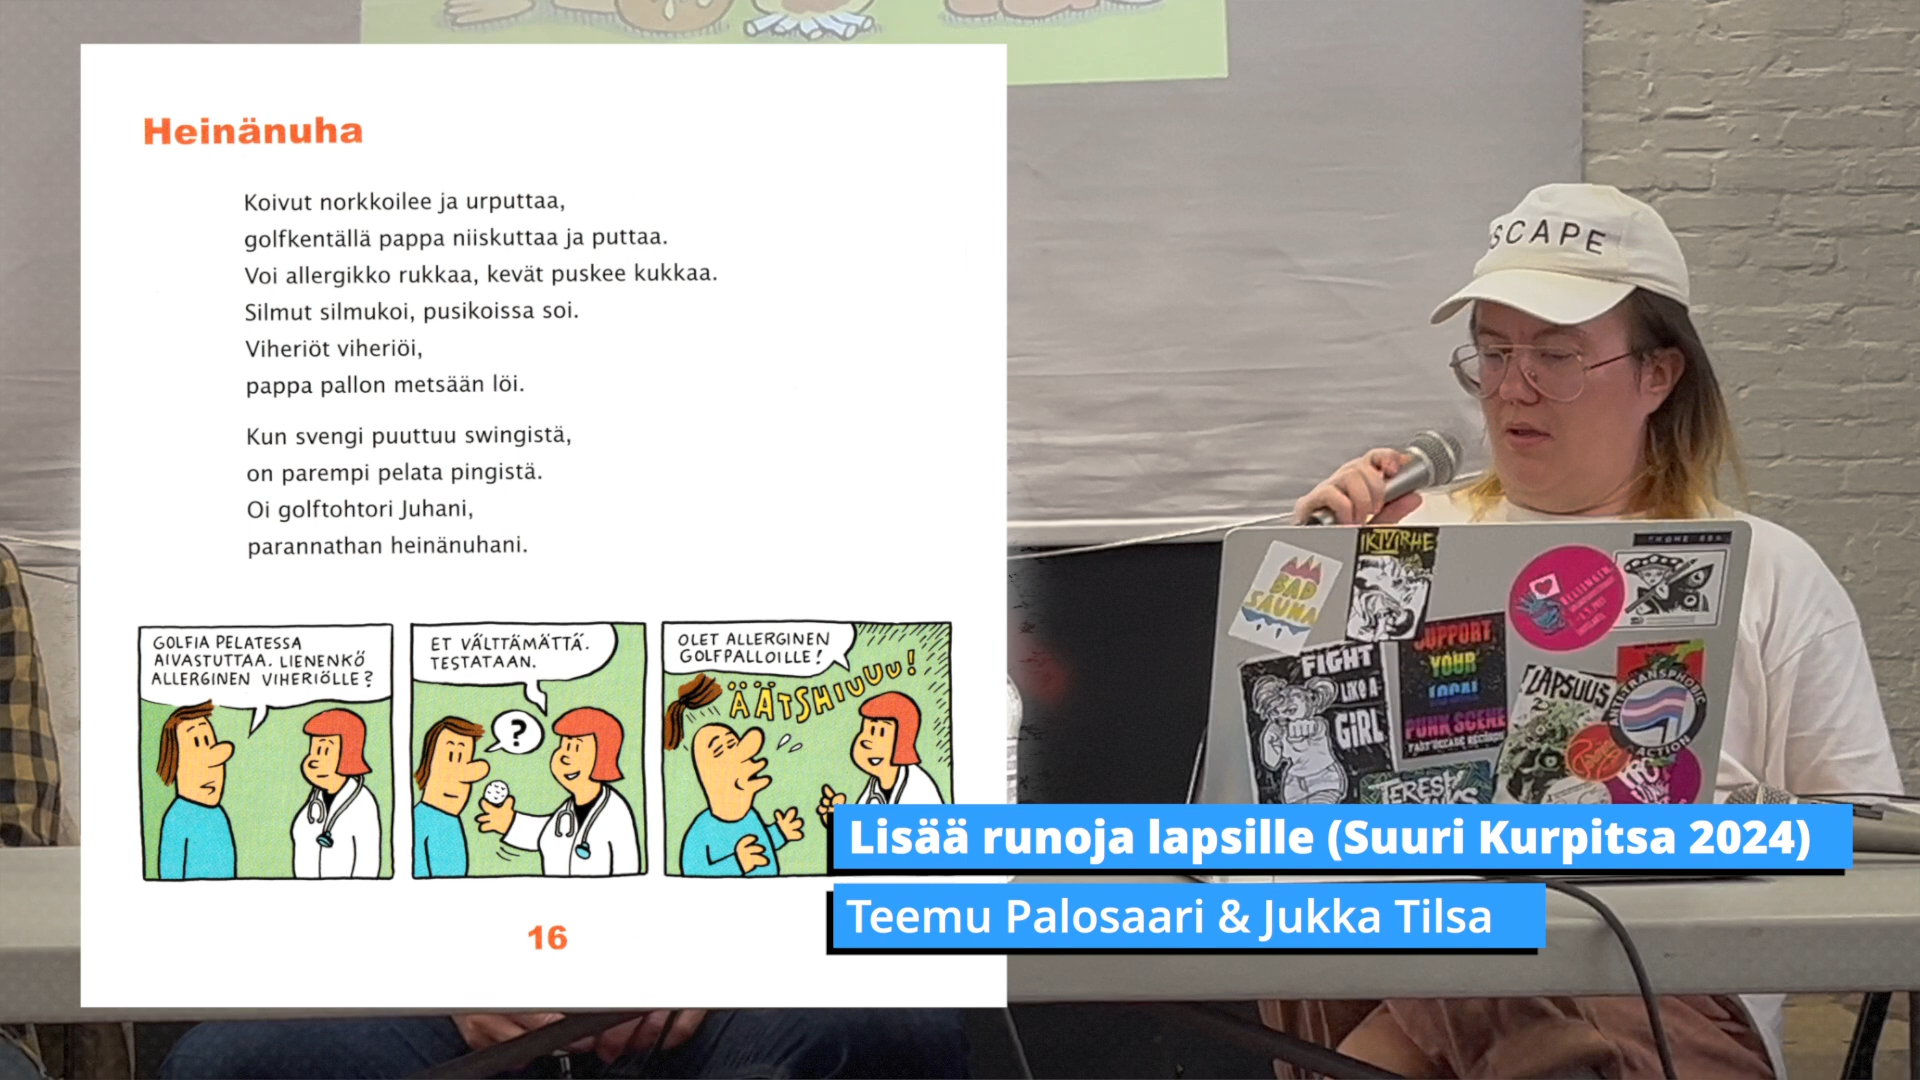 Heinänuha
Koivut norkkoilee ja urputtaa,
golfkentällä pappa niiskuttaa ja puttaa.
Voi allergikko rukkaa, kevät puskee kukkaa.
Silmut silmukoi, pusikoissa soi.
Viheriöt viheriöi,
pappa pallon metsään löi.
Kun svengi puuttuu swingistä,
on parempi pelata pingistä.
Oi golftohtori Juhani,
parannathan heinänuhani.
GOLFIA PELATESSA
AIVASTUTTAA. LIENENKÖ
ALLERGINEN VIHERIÖLLE?
ET VÄLTTÄMÄTTÄ.
TESTATAAN.
?
OLET ALLERGINEN
GOLFPALLOILLE!
ÄÄTSHIUUU!
16
SCAPE
BAD
SAUNA
IKIVIRHE
SUPPORT
YOUR
LOCAL
PUNK SCENE
FIGHT
LIKE A
GiRL
LAPSUUS
ANTITRANSPHOBIC
ACTION
Lisää runoja lapsille (Suuri Kurpitsa 2024)
Teemu Palosaari & Jukka Tilsa